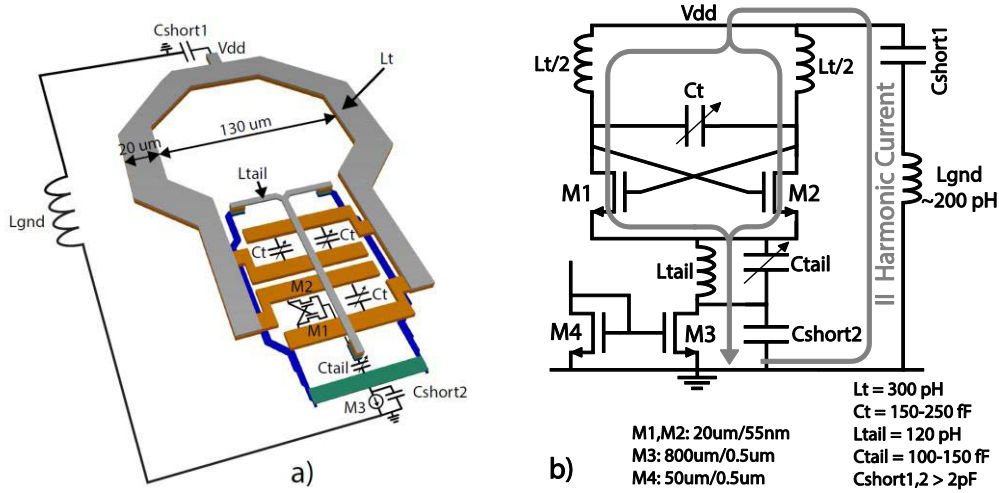 Cshort1
Vdd
Lt
130 um
20 um
Ltail
Lgnd
Ct
Ct
M2
Ct
M1
Ctail
Cshort2
M3
a)
Vdd
Lt/2
Lt/2
Cshort1
Ct
M1
M2
Lgnd
~200 pH
II Harmonic Current
Ltail
Ctail
M4
M3
Cshort2
Lt = 300 pH
Ct = 150-250 fF
Ltail = 120 pH
Ctail = 100-150 fF
Cshort1,2 > 2pF
M1,M2: 20um/55nm
M3: 800um/0.5um
M4: 50um/0.5um
b)